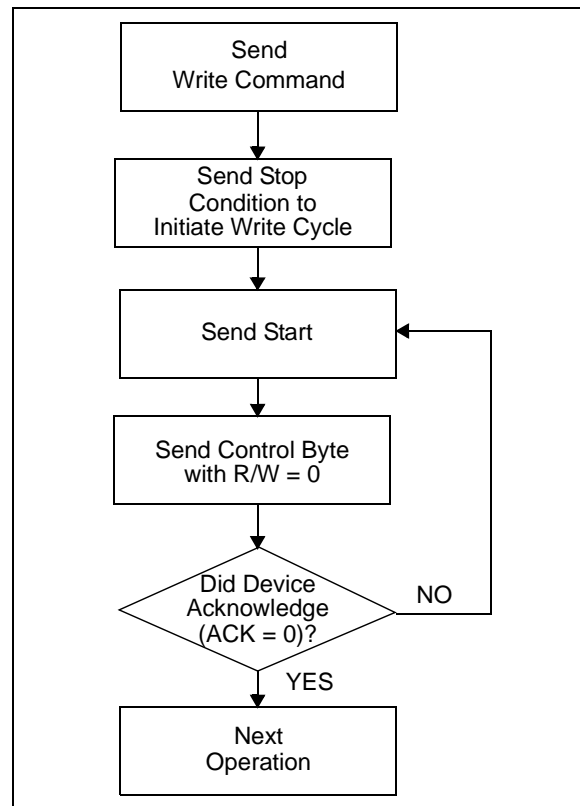 Send
Write Command
Send Stop
Condition to
Initiate Write Cycle
Send Start
Send Control Byte
with R/W = 0
Did Device
Acknowledge
(ACK = 0)?
NO
YES
Next
Operation